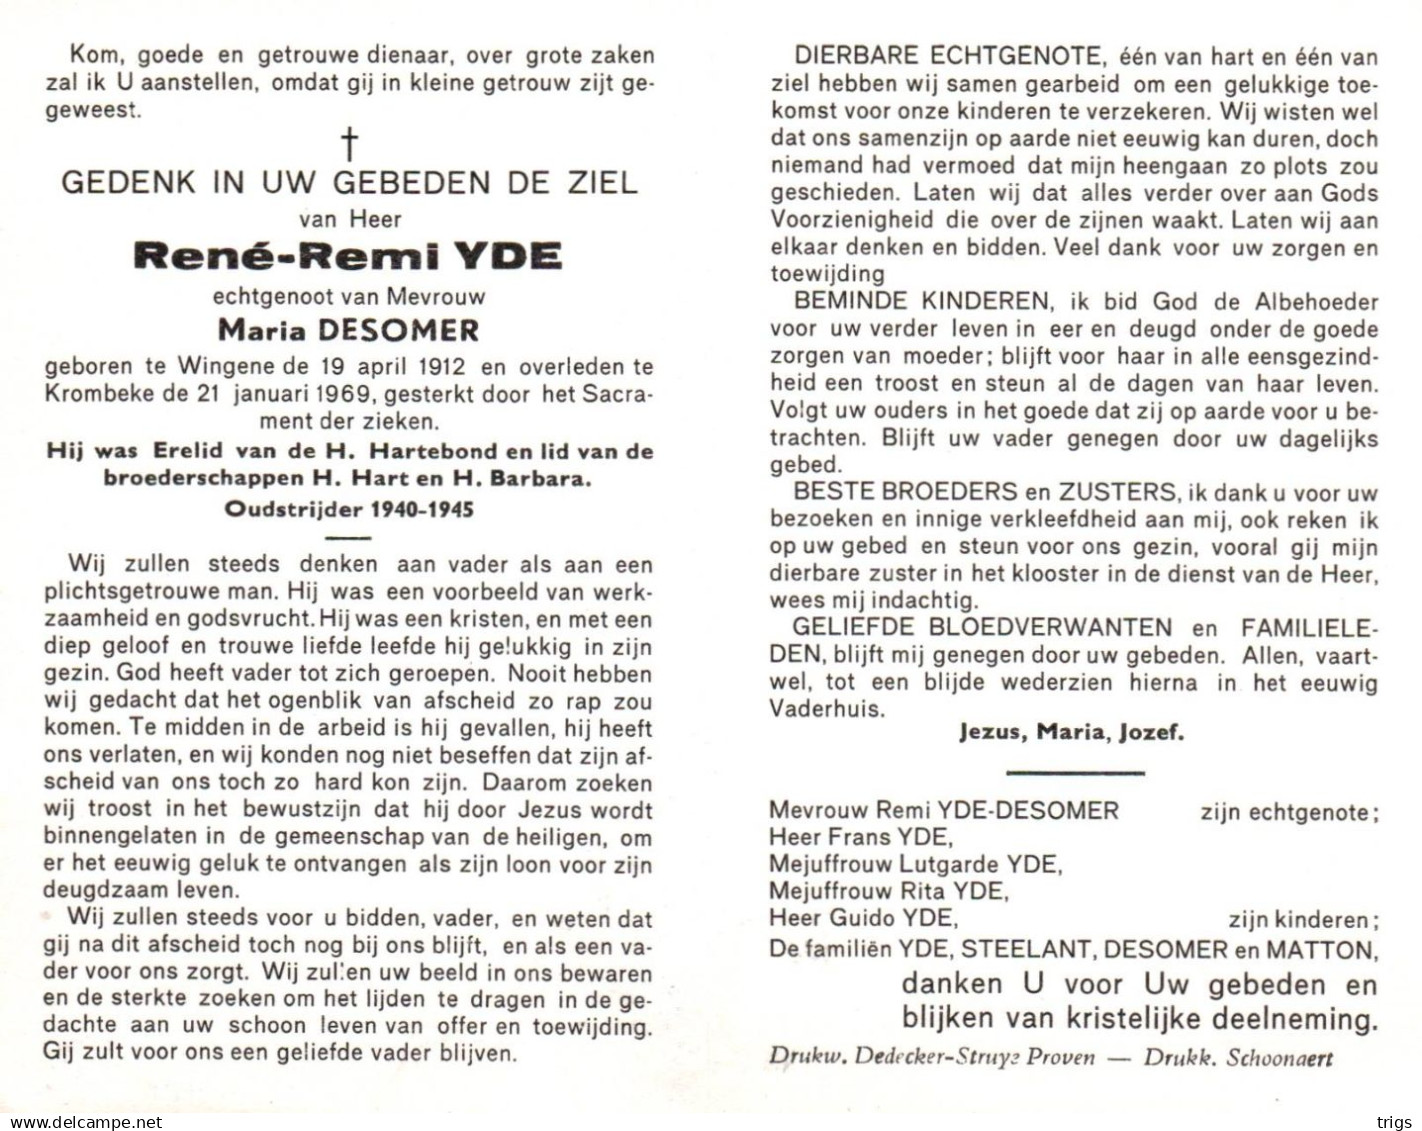 Kom, goede en getrouwe dienaar, over grote zaken
zal ik U aanstellen, omdat gij in kleine getrouw zijt ge-
geweest.
GEDENK IN UW GEBEDEN DE ZIEL
van Heer
René-Remi YDE
echtgenoot van Mevrouw
Maria DESOMER
geboren te Wingene de 19 april 1912 en overleden te
Krombeke de 21 januari 1969, gesterkt door het Sacra-
ment der zieken.
Hij was Erelid van de H. Hartebond en lid van de
broederschappen H. Hart en H. Barbara.
Oudstrijder 1940-1945
Wij zullen steeds denken aan vader als aan een
plichtsgetrouwe man. Hij was een voorbeeld van werk-
zaamheid en godsvrucht. Hij was een kristen, en met een
diep geloof en trouwe liefde leefde hij gelukkig in zijn
gezin. God heeft vader tot zich geroepen. Nooit hebben
wij gedacht dat het ogenblik van afscheid zo rap zou
komen. Te midden in de arbeid is hij gevallen, hij heeft
ons verlaten, en wij konden nog niet beseffen dat zijn af-
scheid van ons toch zo hard kon zijn. Daarom zoeken
wij troost in het bewustzijn dat hij door Jezus wordt
binnengelaten in de gemeenschap van de heiligen, om
er het eeuwig geluk te ontvangen als zijn loon voor zijn
deugdzaam leven.
Wij zullen steeds voor u bidden, vader, en weten dat
gij na dit afscheid toch nog bij ons blijft, en als een va-
der voor ons zorgt. Wij zullen uw beeld in ons bewaren
en de sterkte zoeken om het lijden te dragen in de ge-
dachte aan uw schoon leven van offer en toewijding.
Gij zult voor ons een geliefde vader blijven.
DIERBARE ECHTGENOTE, één van hart en één van
ziel hebben wij samen gearbeid om een gelukkige toe-
komst voor onze kinderen te verzekeren. Wij wisten wel
dat ons samenzijn op aarde niet eeuwig kan duren, doch
niemand had vermoed dat mijn heengaan zo plots zou
geschieden. Laten wij dat alles verder over aan Gods
Voorzienigheid die over de zijnen waakt. Laten wij aan
elkaar denken en bidden. Veel dank voor uw zorgen en
toewijding
BEMINDE KINDEREN, ik bid God de Albehoeder
voor uw verder leven in eer en deugd onder de goede
zorgen van moeder; blijft voor haar in alle eensgezind-
heid een troost en steun al de dagen van haar leven.
Volgt uw ouders in het goede dat zij op aarde voor u be-
trachten. Blijft uw vader genegen door uw dagelijks
gebed.
BESTE BROEDERS en ZUSTERS, ik dank u voor uw
bezoeken en innige verkleefdheid aan mij, ook reken ik
op uw gebed en steun voor ons gezin, vooral gij mijn
dierbare zuster in het klooster in de dienst van de Heer,
wees mij indachtig.
GELIEFDE BLOEDVERWANTEN en FAMILIELE-
DEN, blijft mij genegen door uw gebeden. Allen, vaart-
wel, tot een blijde wederzien hierna in het eeuwig
Vaderhuis.
Jezus, Maria, Jozef.
Mevrouw Remi YDE-DESOMER zijn echtgenote;
Heer Frans YDE,
Mejuffrouw Lutgarde YDE,
Mejuffrouw Rita YDE,
Heer Guido YDE, zijn kinderen;
De familiën YDE, STEELANT, DESOMER en MATTON,
danken U voor Uw gebeden en
blijken van kristelijke deelneming.
Drukw. Dedecker-Struye Proven — Drukk. Schoonaert
www.delcampe.net
trigs